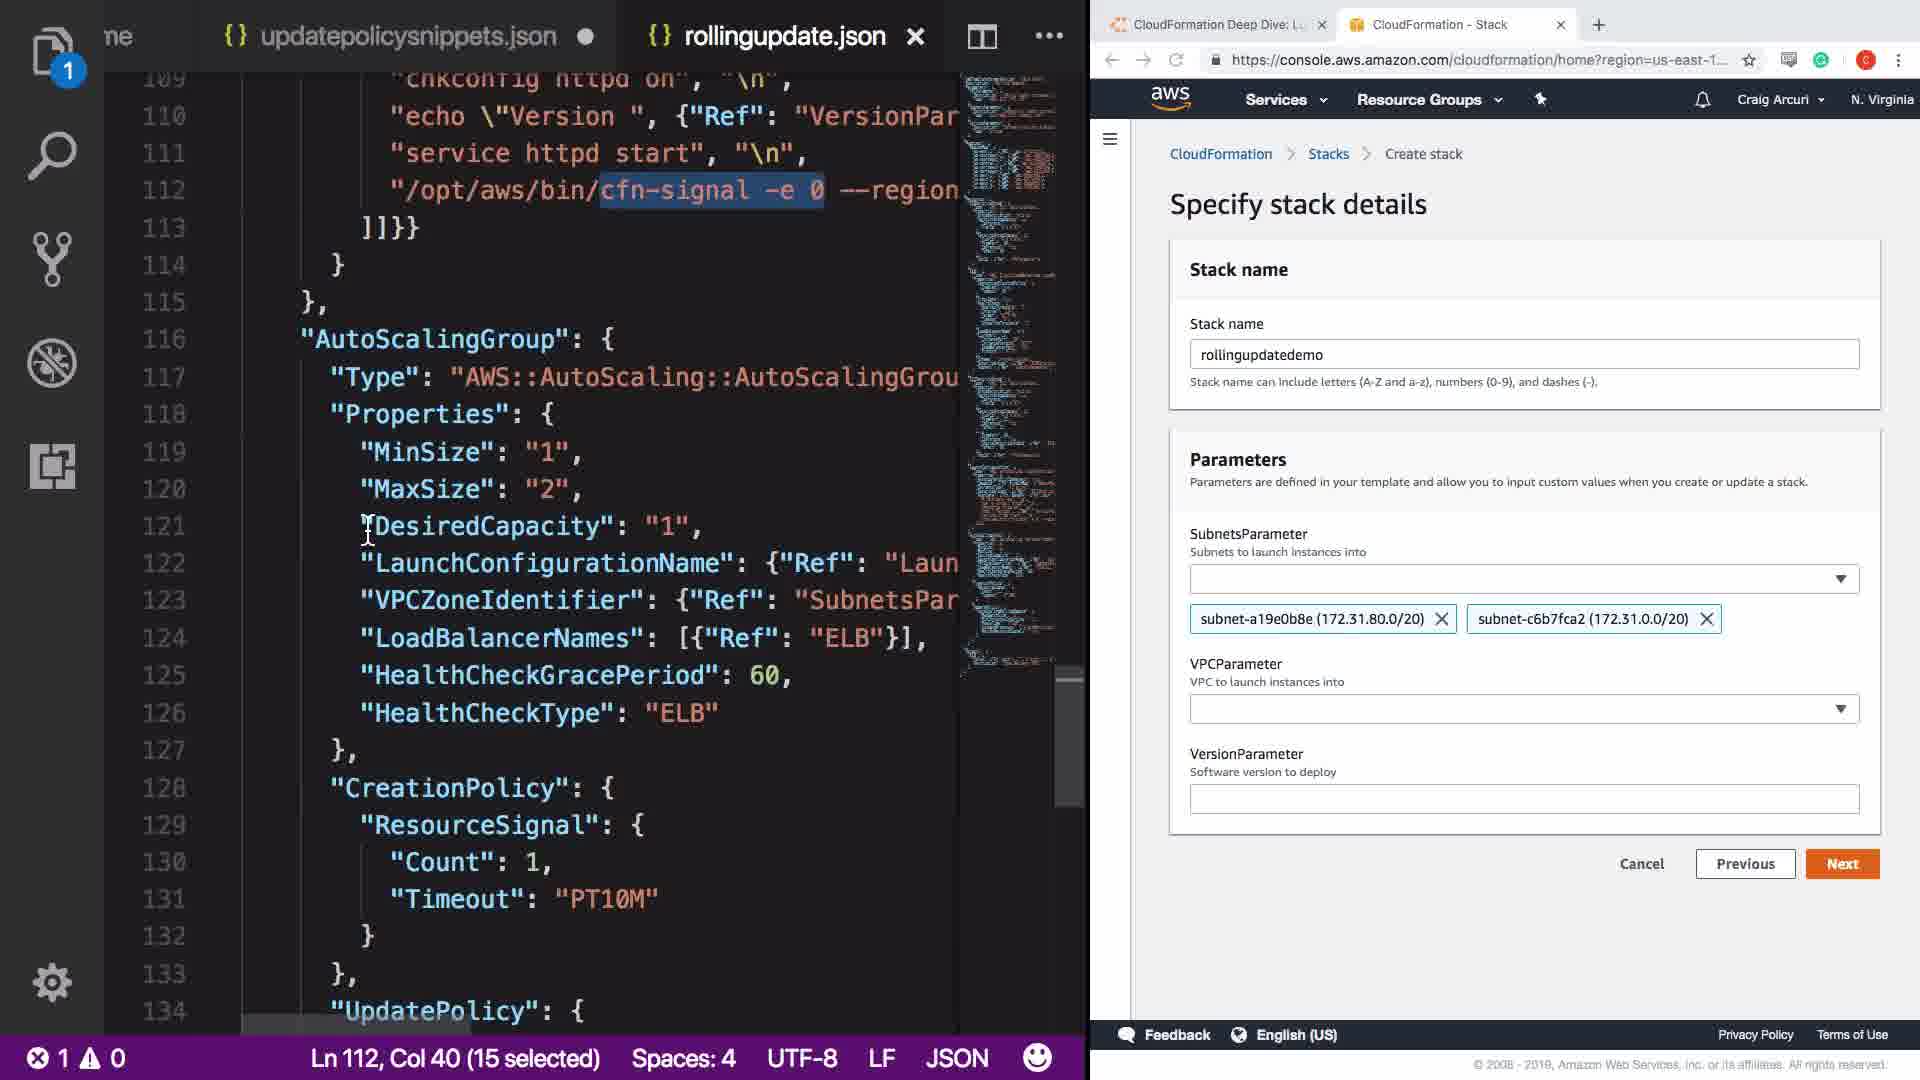 me
{} updatepolicysnippets.json
{} rollingupdate.json
1
109 "chkconfig httpd on", "\n",
110 "echo \"Version ", {"Ref": "VersionPar
111 "service httpd start", "\n",
112 "/opt/aws/bin/cfn-signal -e 0 --region
113 ]]}}
114 }
115 },
116 "AutoScalingGroup": {
117 "Type": "AWS::AutoScaling::AutoScalingGrou
118 "Properties": {
119 "MinSize": "1",
120 "MaxSize": "2",
121 "DesiredCapacity": "1",
122 "LaunchConfigurationName": {"Ref": "Laun
123 "VPCZoneIdentifier": {"Ref": "SubnetsPar
124 "LoadBalancerNames": [{"Ref": "ELB"}],
125 "HealthCheckGracePeriod": 60,
126 "HealthCheckType": "ELB"
127 },
128 "CreationPolicy": {
129 "ResourceSignal": {
130 "Count": 1,
131 "Timeout": "PT10M"
132 }
133 },
134 "UpdatePolicy": {
1 0
Ln 112, Col 40 (15 selected) Spaces: 4 UTF-8 LF JSON
CloudFormation Deep Dive: L...
CloudFormation - Stack
https://console.aws.amazon.com/cloudformation/home?region=us-east-1...
C
aws
Services
Resource Groups
Craig Arcuri
N. Virginia
CloudFormation > Stacks > Create stack
Specify stack details
Stack name
Stack name
rollingupdatedemo
Stack name can include letters (A-Z and a-z), numbers (0-9), and dashes (-).
Parameters
Parameters are defined in your template and allow you to input custom values when you create or update a stack.
SubnetsParameter
Subnets to launch instances into
subnet-a19e0b8e (172.31.80.0/20)
subnet-c6b7fca2 (172.31.0.0/20)
VPCParameter
VPC to launch instances into
VersionParameter
Software version to deploy
Cancel
Previous
Next
Feedback
English (US)
Privacy Policy
Terms of Use
© 2008 - 2019, Amazon Web Services, Inc. or its affiliates. All rights reserved.